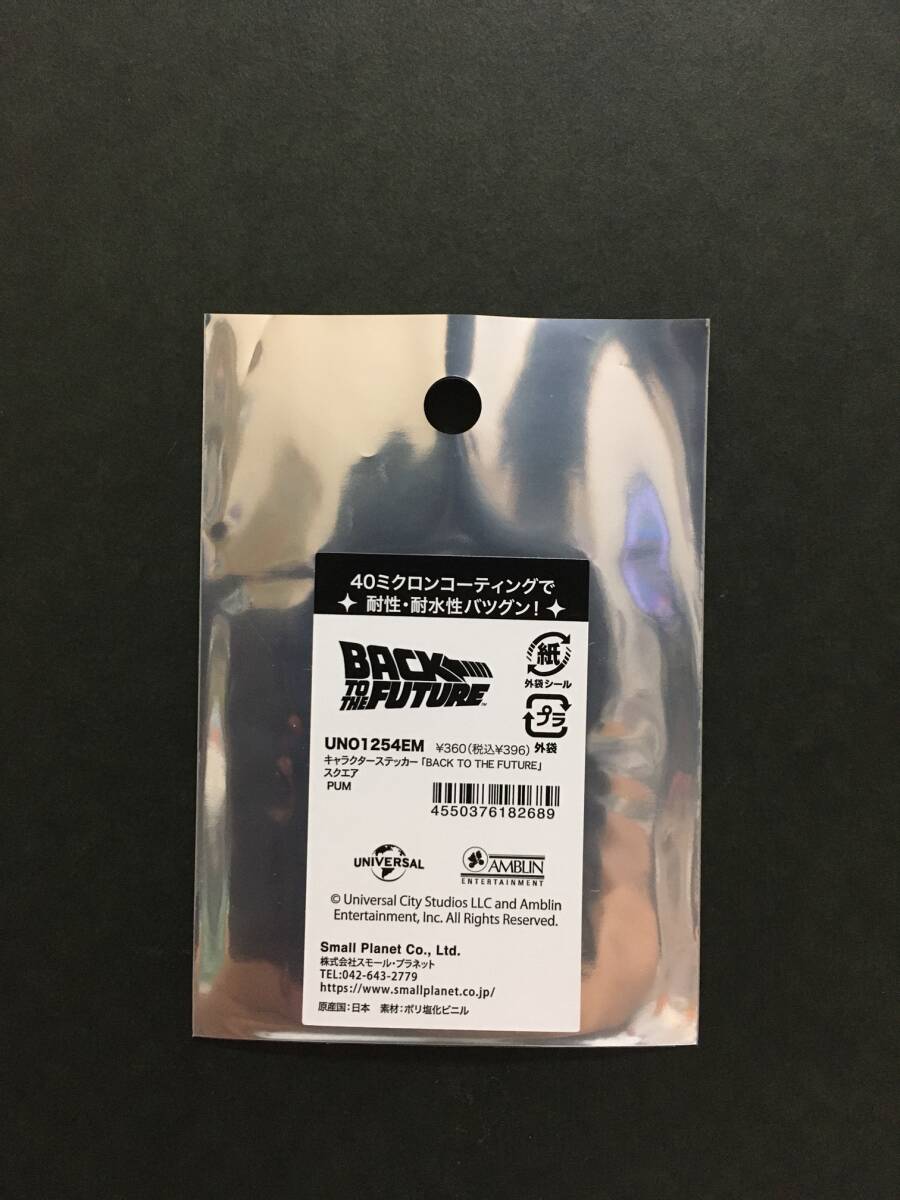 40ミクロンコーティングで
耐性・耐水性バツグン!
BACK
TO THE FUTURE™
紙
外袋シール
プラ
外袋
UNO1254EM ¥360(税込¥396)
キャラクターステッカー「BACK TO THE FUTURE」
スクエア
PUM
4550376182689
UNIVERSAL
AMBLIN
ENTERTAINMENT
© Universal City Studios LLC and Amblin
Entertainment, Inc. All Rights Reserved.
Small Planet Co., Ltd.
株式会社スモール・プラネット
TEL:042-643-2779
https://www.smallplanet.co.jp/
原産国:日本 素材:ポリ塩化ビニル